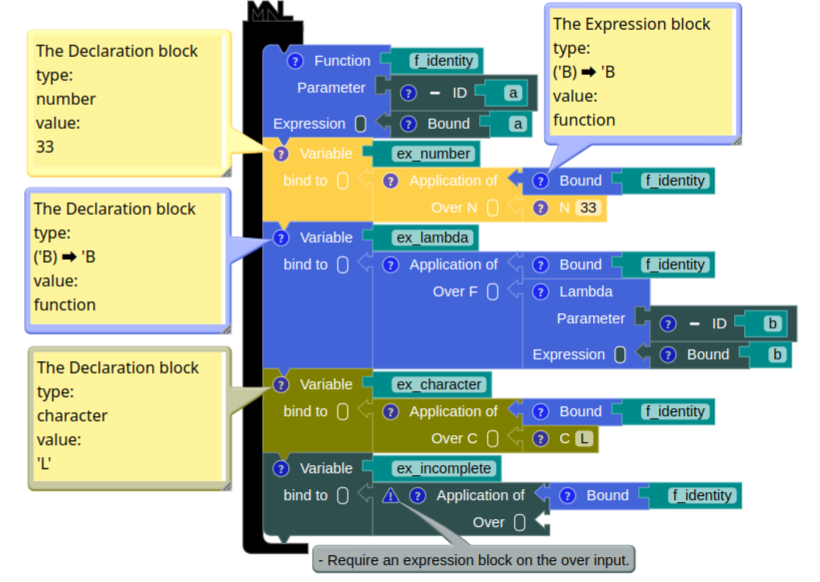 The Declaration block
type:
number
value:
33
The Declaration block
type:
('B) ➡ 'B
value:
function
The Declaration block
type:
character
value:
'L'
The Expression block
type:
('B) ➡ 'B
value:
function
? Function f_identity
Parameter ? − ID a
Expression ? Bound a
? Variable ex_number
bind to ? Application of ? Bound f_identity
Over N ? N 33
? Variable ex_lambda
bind to ? Application of ? Bound f_identity
Over F ? Lambda
Parameter ? − ID b
Expression ? Bound b
? Variable ex_character
bind to ? Application of ? Bound f_identity
Over C ? C L
? Variable ex_incomplete
bind to ! ? Application of ? Bound f_identity
Over
- Require an expression block on the over input.